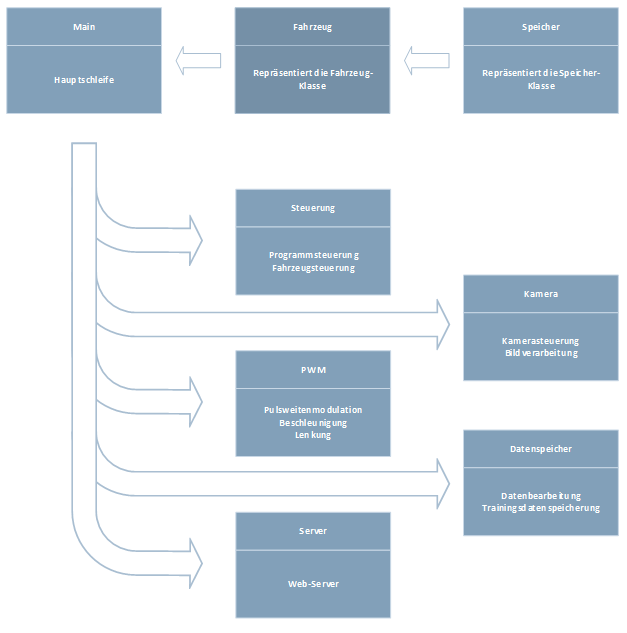 Main
Hauptschleife
Fahrzeug
Repräsentiert die Fahrzeug-
Klasse
Speicher
Repräsentiert die Speicher-
Klasse
Steuerung
Programmsteuerung
Fahrzeugsteuerung
Kamera
Kamerasteuerung
Bildverarbeitung
PWM
Pulsweitenmodulation
Beschleunigung
Lenkung
Datenspeicher
Datenbearbeitung
Trainingsdatenspeicherung
Server
Web-Server